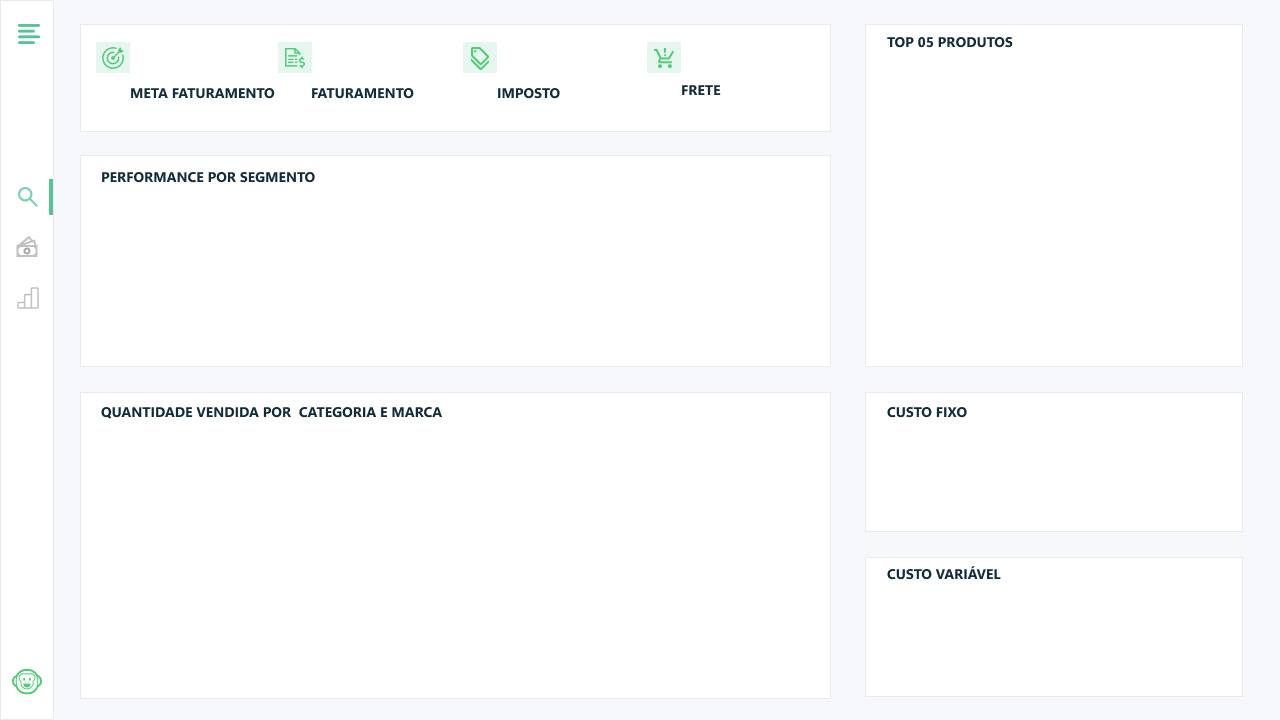 META FATURAMENTO
FATURAMENTO
IMPOSTO
FRETE
TOP 05 PRODUTOS
PERFORMANCE POR SEGMENTO
QUANTIDADE VENDIDA POR  CATEGORIA E MARCA
CUSTO FIXO
CUSTO VARIÁVEL